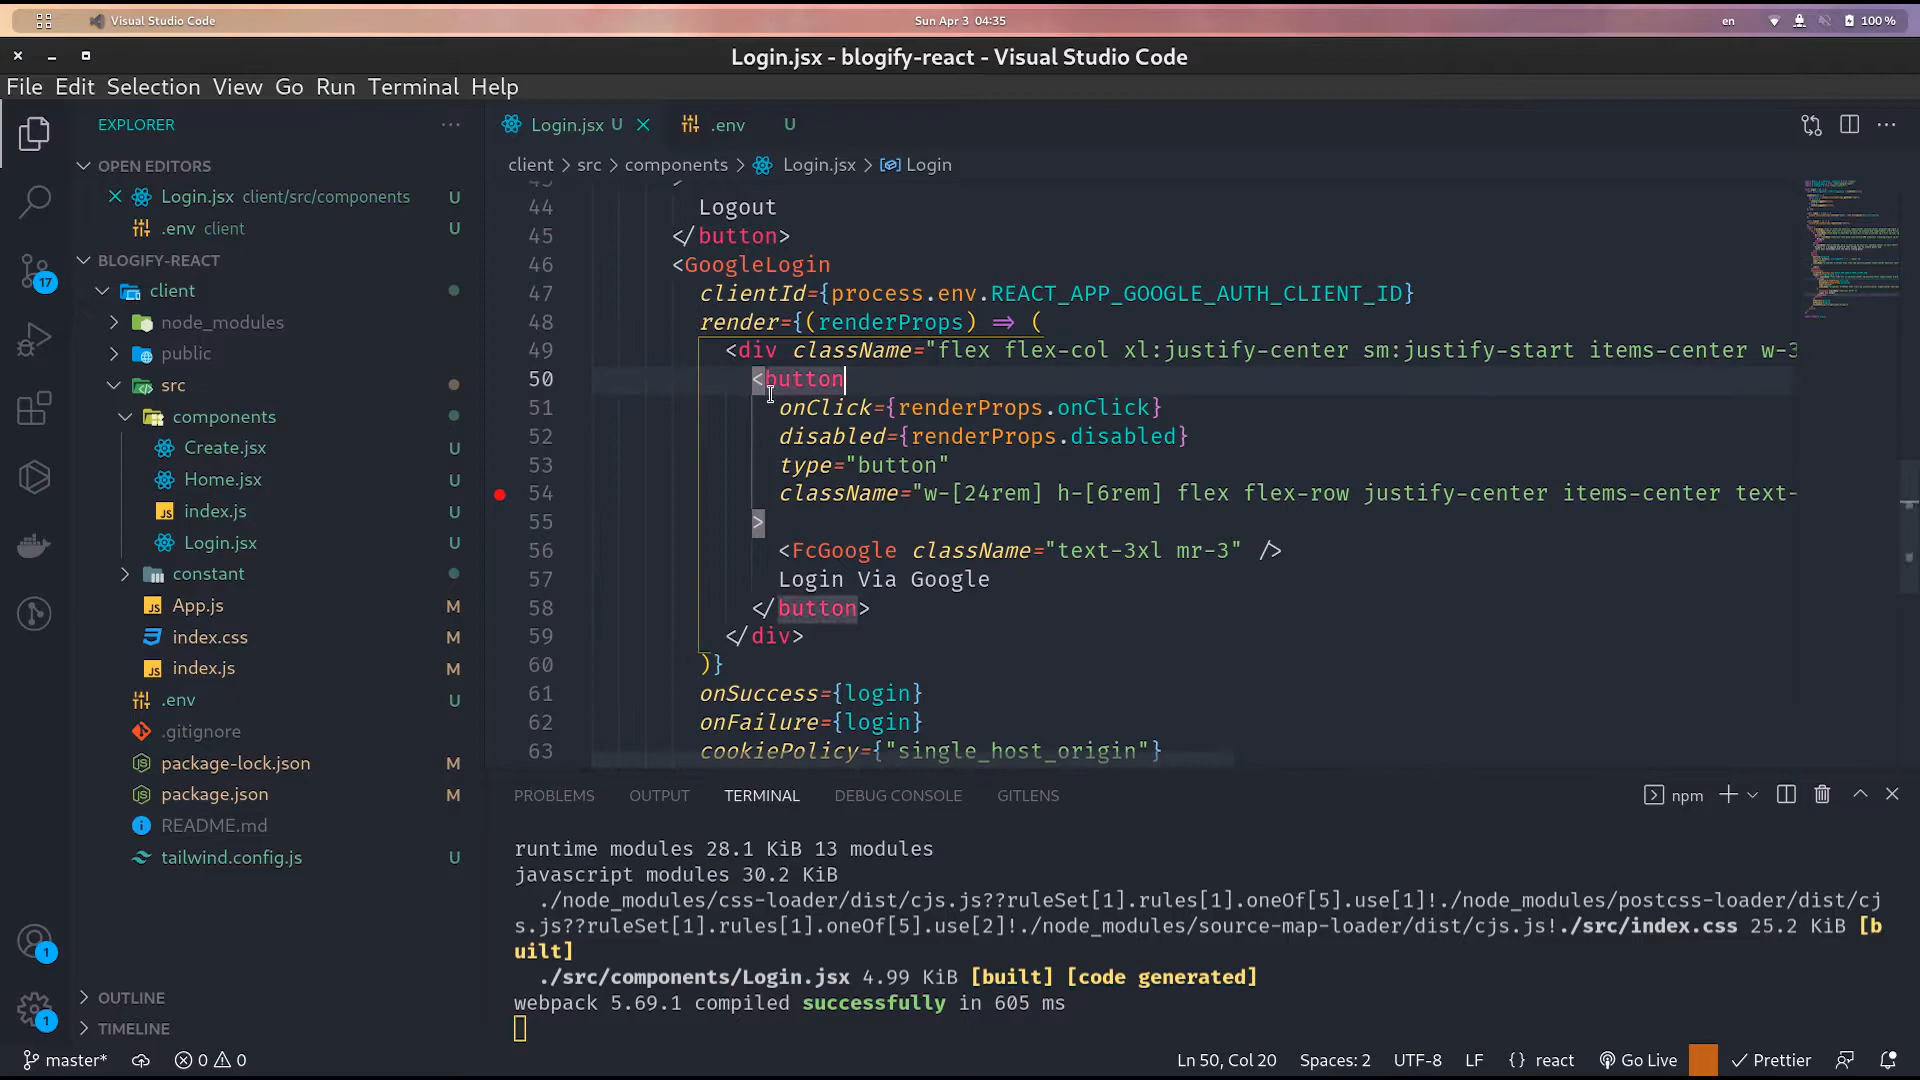 Visual Studio Code
Sun Apr 3 04:35
en
100 %
Login.jsx - blogify-react - Visual Studio Code
File Edit Selection View Go Run Terminal Help
EXPLORER
OPEN EDITORS
Login.jsx client/src/components U
.env client U
BLOGIFY-REACT
client
node_modules
public
src
components
Create.jsx U
Home.jsx U
index.js U
Login.jsx U
constant
App.js M
index.css M
index.js M
.env U
.gitignore
package-lock.json M
package.json M
README.md
tailwind.config.js U
OUTLINE
TIMELINE
17
1
1
Login.jsx U
.env U
client > src > components > Login.jsx > Login
44 Logout
45 </button>
46 <GoogleLogin
47 clientId={process.env.REACT_APP_GOOGLE_AUTH_CLIENT_ID}
48 render={(renderProps) => (
49 <div className="flex flex-col xl:justify-center sm:justify-start items-center w-3
50 <button
51 onClick={renderProps.onClick}
52 disabled={renderProps.disabled}
53 type="button"
54 className="w-[24rem] h-[6rem] flex flex-row justify-center items-center text-
55 >
56 <FcGoogle className="text-3xl mr-3" />
57 Login Via Google
58 </button>
59 </div>
60 )}
61 onSuccess={login}
62 onFailure={login}
63 cookiePolicy={"single_host_origin"}
PROBLEMS OUTPUT TERMINAL DEBUG CONSOLE GITLENS
npm
runtime modules 28.1 KiB 13 modules
javascript modules 30.2 KiB
./node_modules/css-loader/dist/cjs.js??ruleSet[1].rules[1].oneOf[5].use[1]!./node_modules/postcss-loader/dist/cj
s.js??ruleSet[1].rules[1].oneOf[5].use[2]!./node_modules/source-map-loader/dist/cjs.js!./src/index.css 25.2 KiB [b
uilt]
./src/components/Login.jsx 4.99 KiB [built] [code generated]
webpack 5.69.1 compiled successfully in 605 ms
master*
0 0
Ln 50, Col 20
Spaces: 2
UTF-8
LF
{} react
Go Live
Prettier